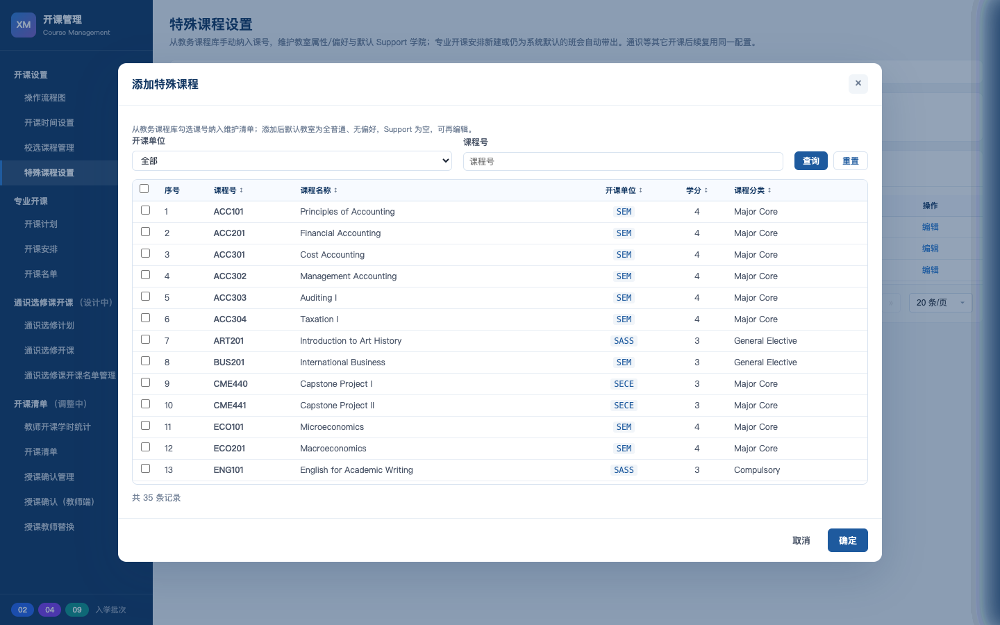 XM
开课管理
Course Management
开课设置
操作流程图
开课时间设置
校选课程管理
特殊课程设置
专业开课
开课计划
开课安排
开课名单
通识选修课开课 （设计中）
通识选修计划
通识选修开课
通识选修课开课名单管理
开课清单 （调整中）
教师开课学时统计
开课清单
授课确认管理
授课确认（教师端）
授课教师替换
02 04 09 入学批次
特殊课程设置
从教务课程库手动纳入课号，维护教室属性/偏好与默认 Support 学院；专业开课安排新建或仍为系统默认的班会自动带出。通识等其它开课后续复用同一配置。
操作
编辑
编辑
编辑
20 条/页
添加特殊课程
×
从教务课程库勾选课号纳入维护清单；添加后默认教室为全普通、无偏好，Support 为空，可再编辑。
开课单位
全部
课程号
课程号
查询 重置
序号 课程号 ↕ 课程名称 ↕ 开课单位 ↕ 学分 ↕ 课程分类 ↕
1 ACC101 Principles of Accounting SEM 4 Major Core
2 ACC201 Financial Accounting SEM 4 Major Core
3 ACC301 Cost Accounting SEM 4 Major Core
4 ACC302 Management Accounting SEM 4 Major Core
5 ACC303 Auditing I SEM 4 Major Core
6 ACC304 Taxation I SEM 4 Major Core
7 ART201 Introduction to Art History SASS 3 General Elective
8 BUS201 International Business SEM 3 General Elective
9 CME440 Capstone Project I SECE 3 Major Core
10 CME441 Capstone Project II SECE 3 Major Core
11 ECO101 Microeconomics SEM 4 Major Core
12 ECO201 Macroeconomics SEM 4 Major Core
13 ENG101 English for Academic Writing SASS 3 Compulsory
共 35 条记录
取消 确定